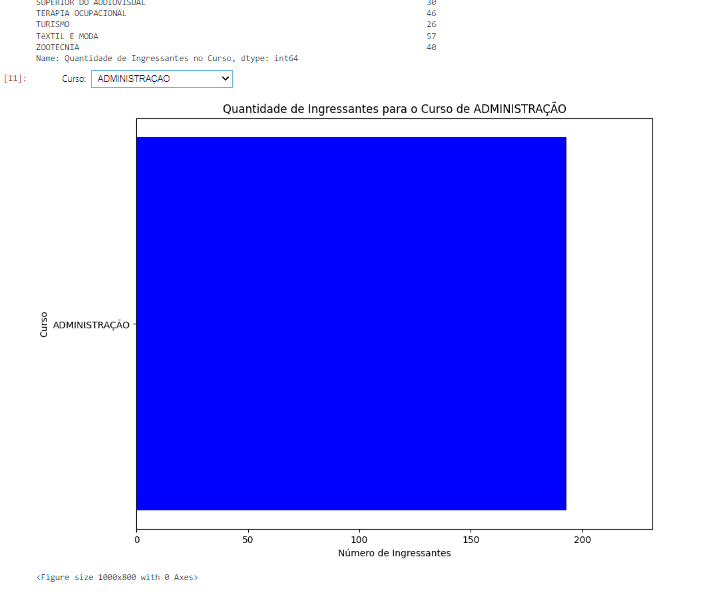 SUPERIOR DO AUDIOVISUAL 30
TERAPIA OCUPACIONAL 46
TURISMO 26
TêXTIL E MODA 57
ZOOTECNIA 40
Name: Quantidade de Ingressantes no Curso, dtype: int64
[11]: Curso: ADMINISTRAÇÃO
Quantidade de Ingressantes para o Curso de ADMINISTRAÇÃO
Curso
ADMINISTRAÇÃO
0 50 100 150 200
Número de Ingressantes
<Figure size 1000x800 with 0 Axes>